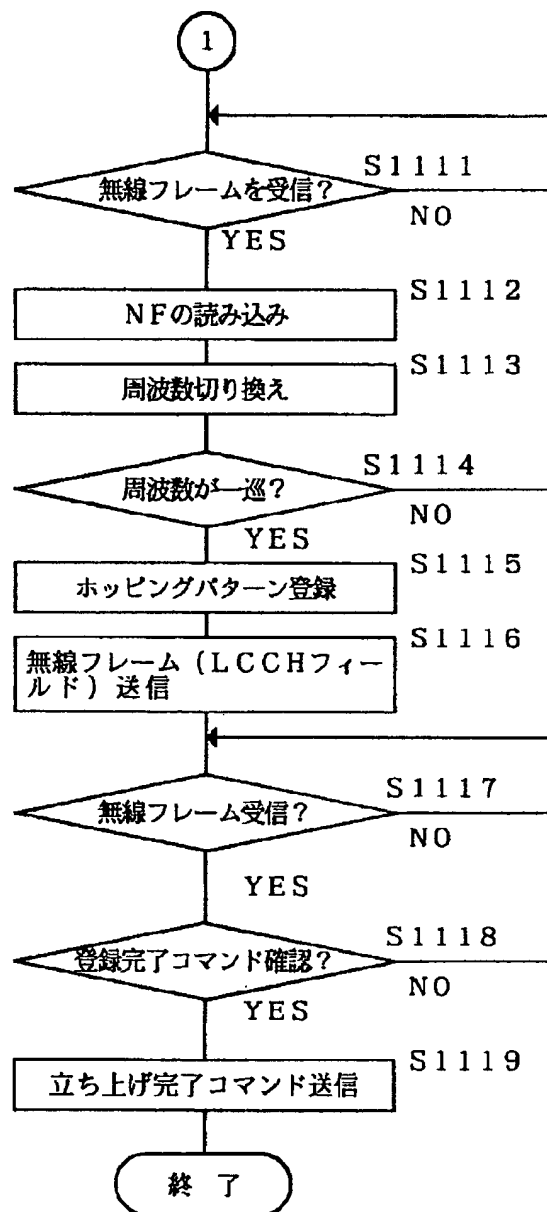 1
S1111
無線フレームを受信?
NO
YES
S1112
NFの読み込み
S1113
周波数切り換え
S1114
周波数が一巡?
NO
YES
S1115
ホッピングパターン登録
S1116
無線フレーム(LCCHフィー
ルド)送信
S1117
無線フレーム受信?
NO
YES
S1118
登録完了コマンド確認?
NO
YES
S1119
立ち上げ完了コマンド送信
終 了